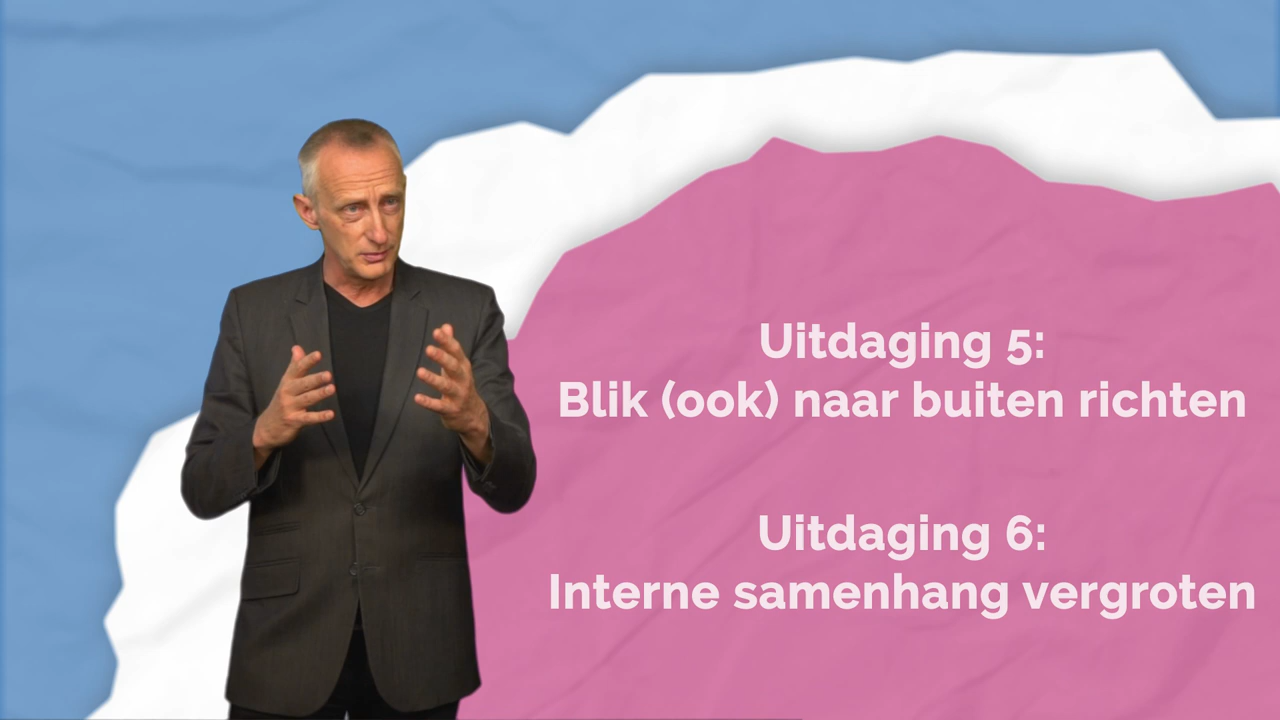 Uitdaging 5:
Blik (ook) naar buiten richten
Uitdaging 6:
Interne samenhang vergroten